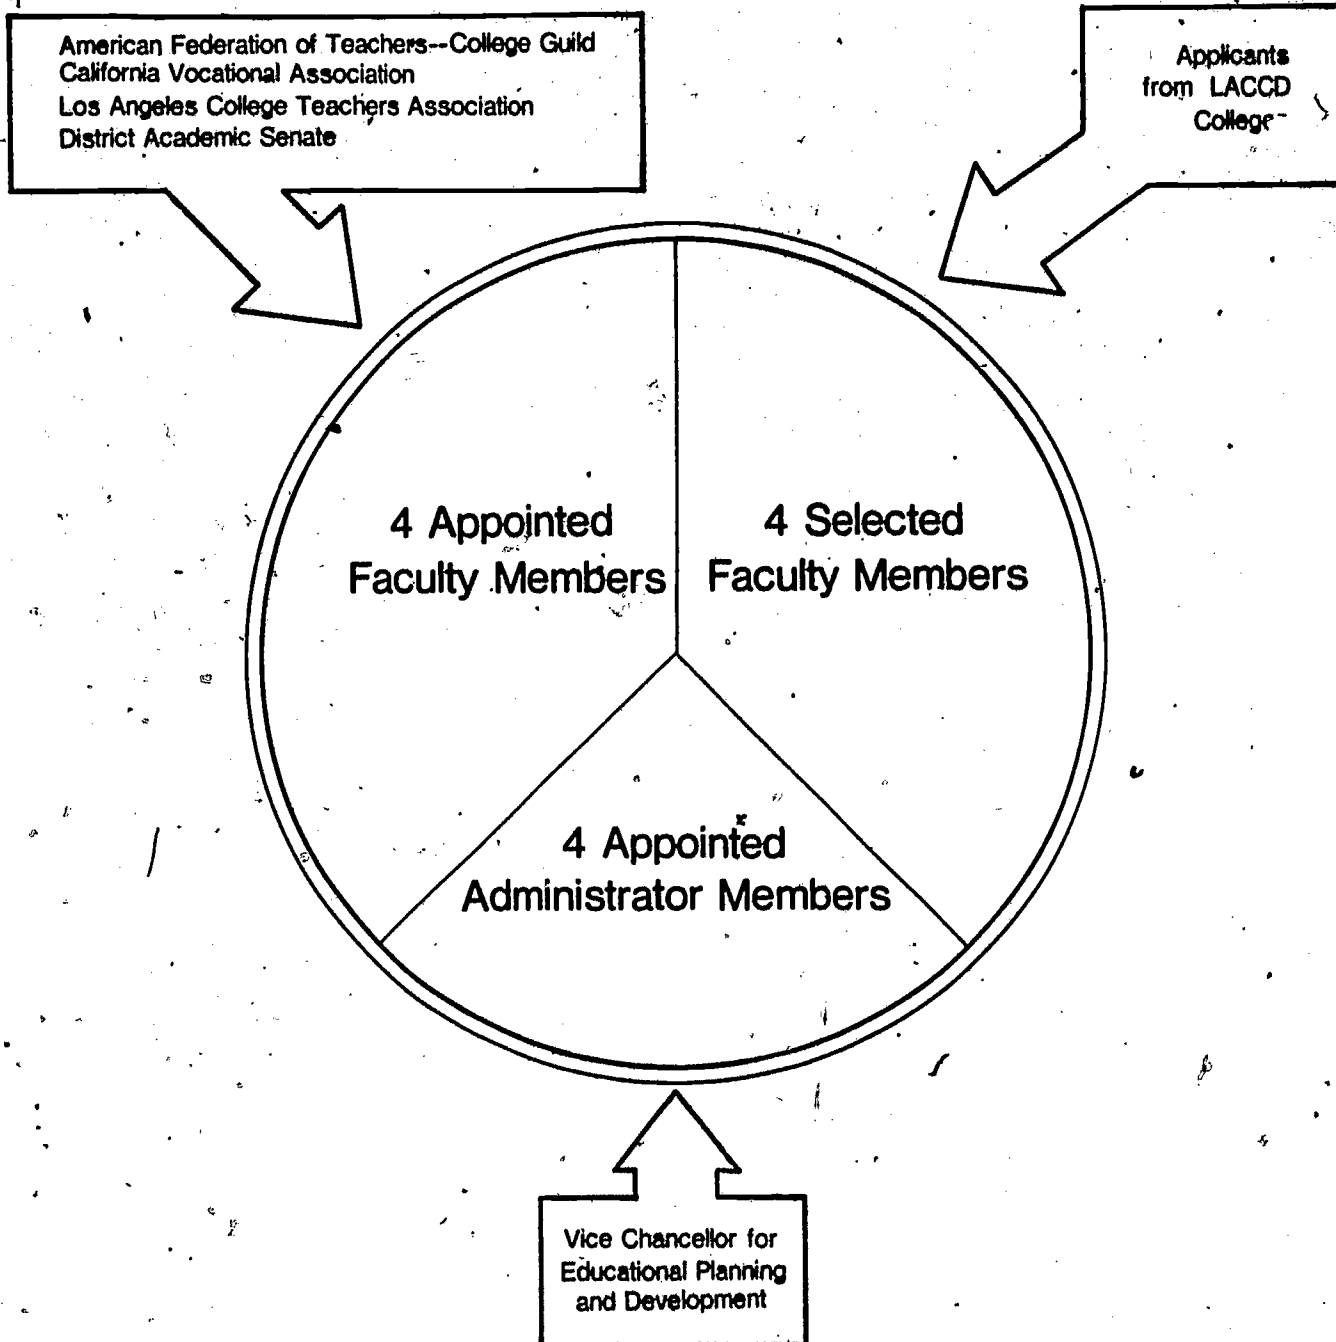 American Federation of Teachers--College Guild
California Vocational Association
Los Angeles College Teachers Association
District Academic Senate
Applicants
from LACCD
College
4 Appointed
Faculty Members
4 Selected
Faculty Members
4 Appointed
Administrator Members
Vice Chancellor for
Educational Planning
and Development